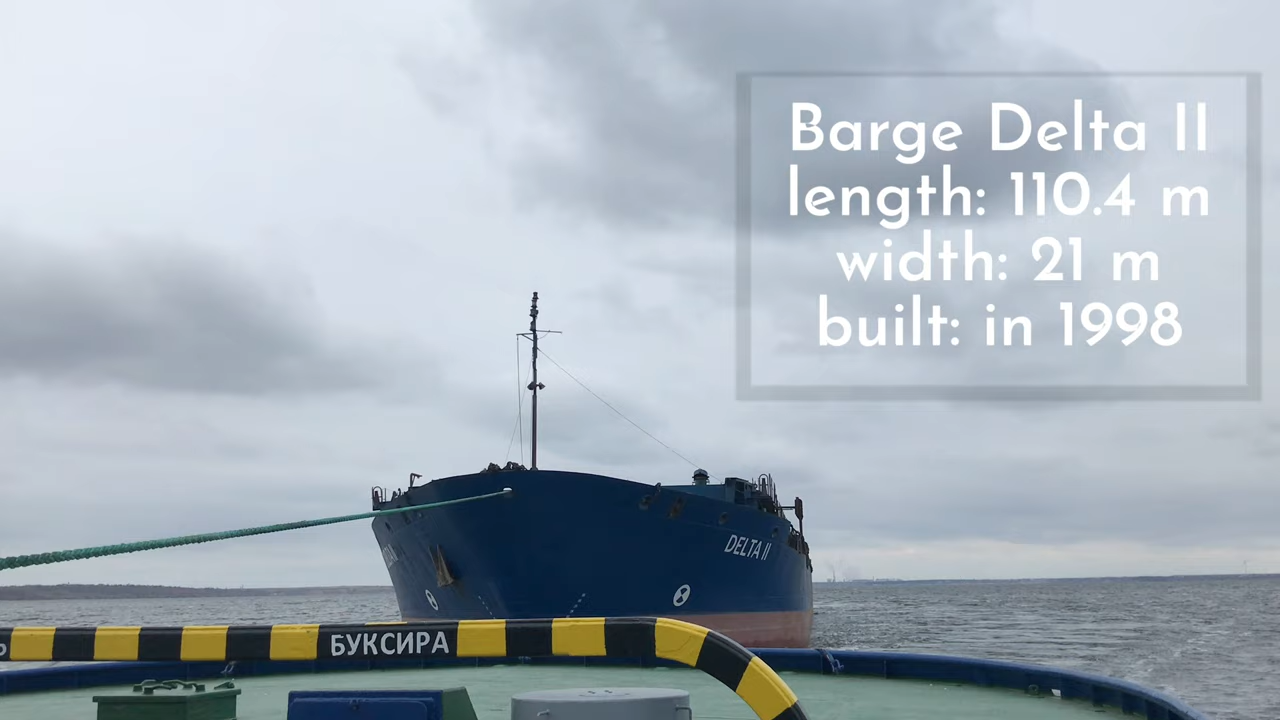 Barge Delta II
length: 110.4 m
width: 21 m
built: in 1998
DELTA II
БУКСИРА